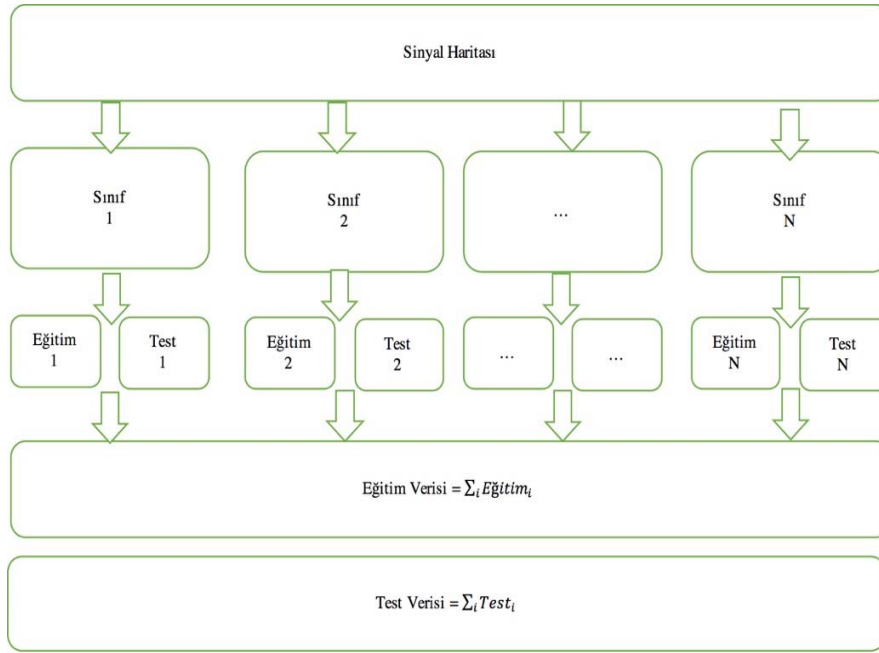 Sinyal Haritası
Sınıf
1
Sınıf
2
...
Sınıf
N
Eğitim
1
Test
1
Eğitim
2
Test
2
...
...
Eğitim
N
Test
N
Eğitim Verisi = ∑ᵢ Eğitimᵢ
Test Verisi = ∑ᵢ Testᵢ